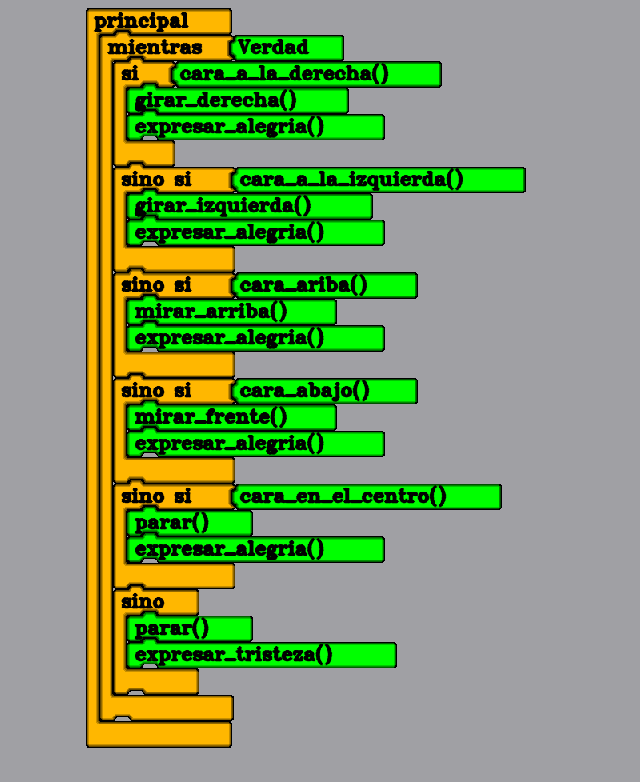 principal
mientras Verdad
si cara_a_la_derecha()
girar_derecha()
expresar_alegria()
sino si cara_a_la_izquierda()
girar_izquierda()
expresar_alegria()
sino si cara_ariba()
mirar_arriba()
expresar_alegria()
sino si cara_abajo()
mirar_frente()
expresar_alegria()
sino si cara_en_el_centro()
parar()
expresar_alegria()
sino
parar()
expresar_tristeza()